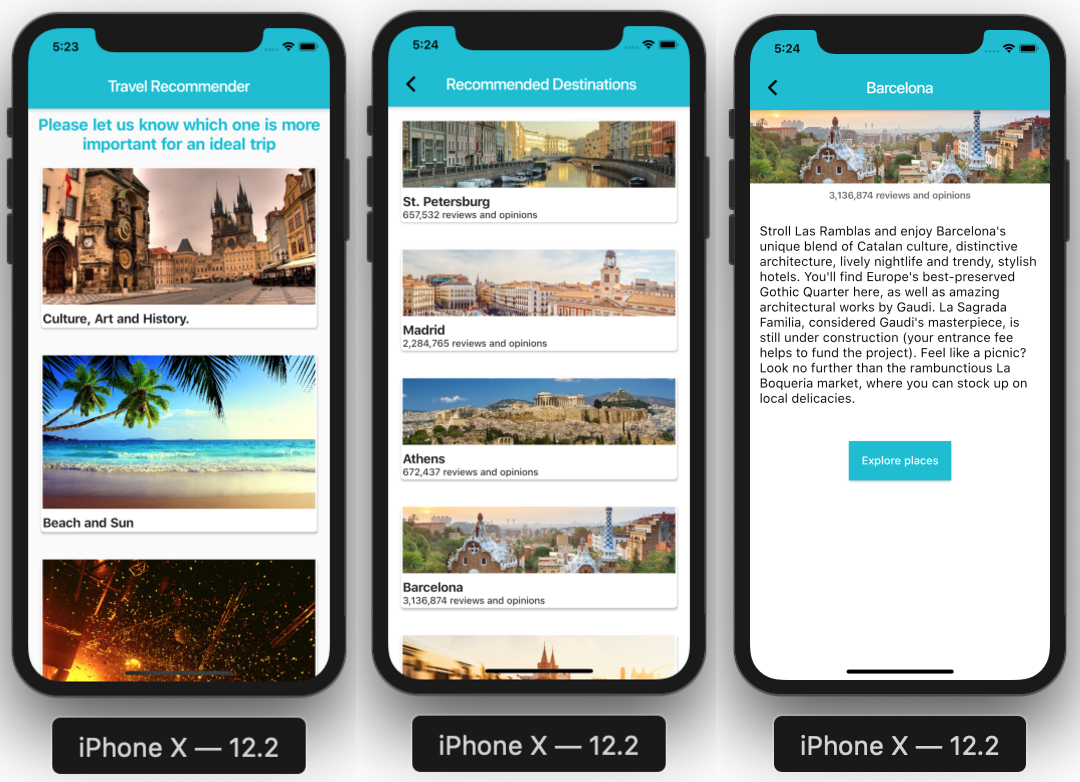 5:23
Travel Recommender
Please let us know which one is more
important for an ideal trip
Culture, Art and History.
Beach and Sun
iPhone X — 12.2
5:24
Recommended Destinations
St. Petersburg
657,532 reviews and opinions
Madrid
2,284,765 reviews and opinions
Athens
672,437 reviews and opinions
Barcelona
3,136,874 reviews and opinions
iPhone X — 12.2
5:24
Barcelona
3,136,874 reviews and opinions
Stroll Las Ramblas and enjoy Barcelona's
unique blend of Catalan culture, distinctive
architecture, lively nightlife and trendy, stylish
hotels. You'll find Europe's best-preserved
Gothic Quarter here, as well as amazing
architectural works by Gaudi. La Sagrada
Familia, considered Gaudi's masterpiece, is
still under construction (your entrance fee
helps to fund the project). Feel like a picnic?
Look no further than the rambunctious La
Boqueria market, where you can stock up on
local delicacies.
Explore places
iPhone X — 12.2